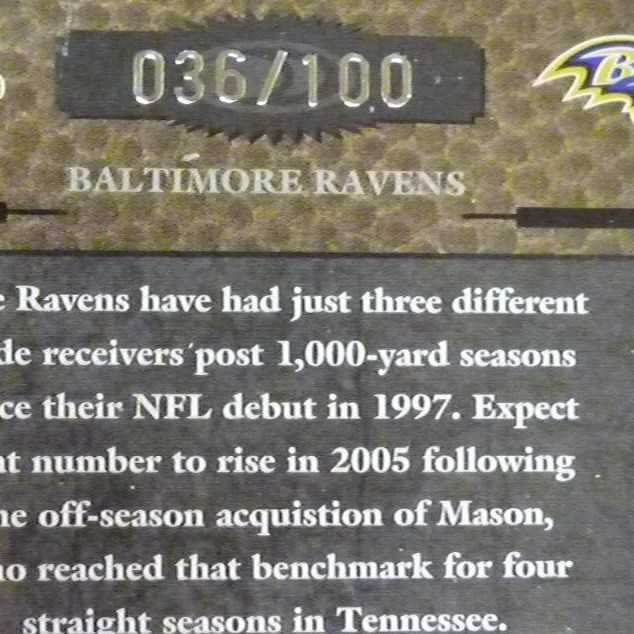 036/100
B
BALTIMORE RAVENS
Ravens have had just three different
de receivers post 1,000-yard seasons
ce their NFL debut in 1997. Expect
number to rise in 2005 following
off-season acquistion of Mason,
reached that benchmark for four
straight seasons in Tennessee.